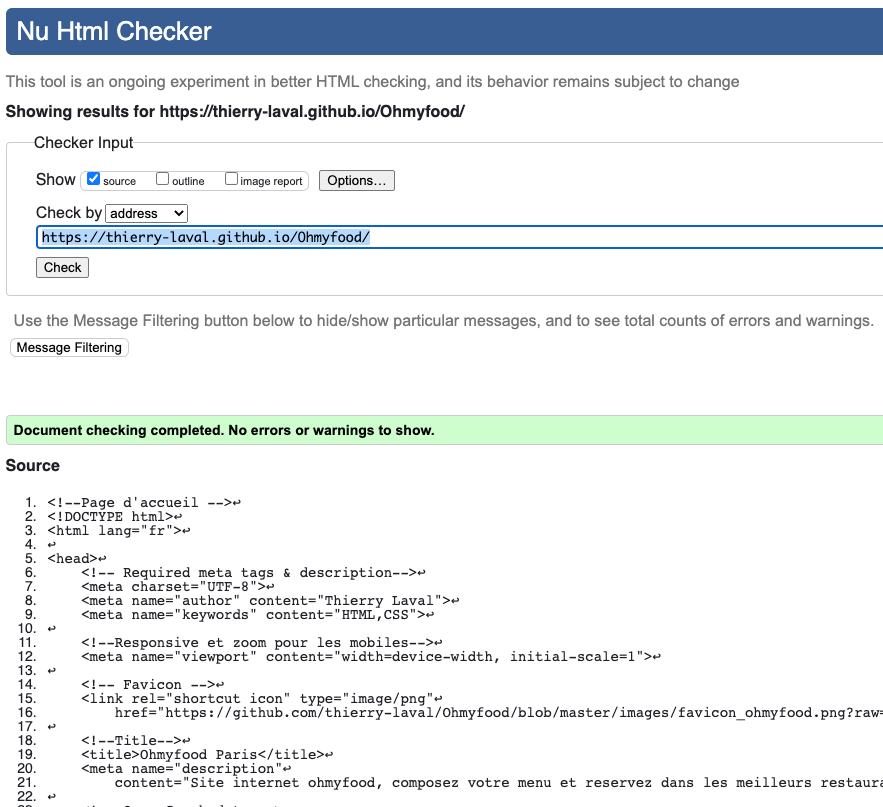 Nu Html Checker
This tool is an ongoing experiment in better HTML checking, and its behavior remains subject to change
Showing results for https://thierry-laval.github.io/Ohmyfood/
Checker Input
Show source outline image report Options…
Check by address
https://thierry-laval.github.io/Ohmyfood/
Check
Use the Message Filtering button below to hide/show particular messages, and to see total counts of errors and warnings.
Message Filtering
Document checking completed. No errors or warnings to show.
Source
1. <!--Page d'accueil -->↩
2. <!DOCTYPE html>↩
3. <html lang="fr">↩
4. ↩
5. <head>↩
6. <!-- Required meta tags & description-->↩
7. <meta charset="UTF-8">↩
8. <meta name="author" content="Thierry Laval">↩
9. <meta name="keywords" content="HTML,CSS">↩
10. ↩
11. <!--Responsive et zoom pour les mobiles-->↩
12. <meta name="viewport" content="width=device-width, initial-scale=1">↩
13. ↩
14. <!-- Favicon -->↩
15. <link rel="shortcut icon" type="image/png"↩
16. href="https://github.com/thierry-laval/Ohmyfood/blob/master/images/favicon_ohmyfood.png?raw=
17. ↩
18. <!--Title-->↩
19. <title>Ohmyfood Paris</title>↩
20. <meta name="description"↩
21. content="Site internet ohmyfood, composez votre menu et reservez dans les meilleurs restaura
22. ↩